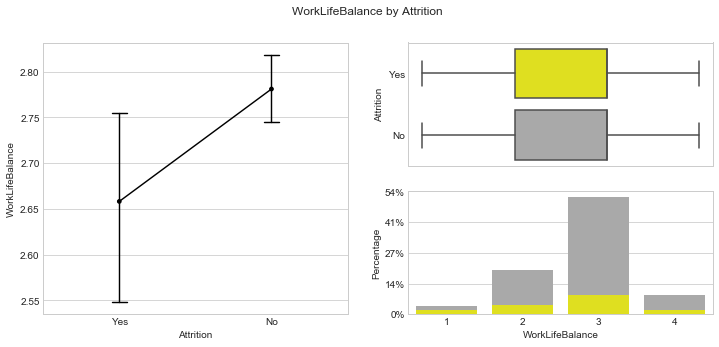 WorkLifeBalance by Attrition
WorkLifeBalance
2.80
2.75
2.70
2.65
2.60
2.55
Yes
No
Attrition
Attrition
Yes
No
Percentage
54%
41%
27%
14%
0%
1
2
3
4
WorkLifeBalance